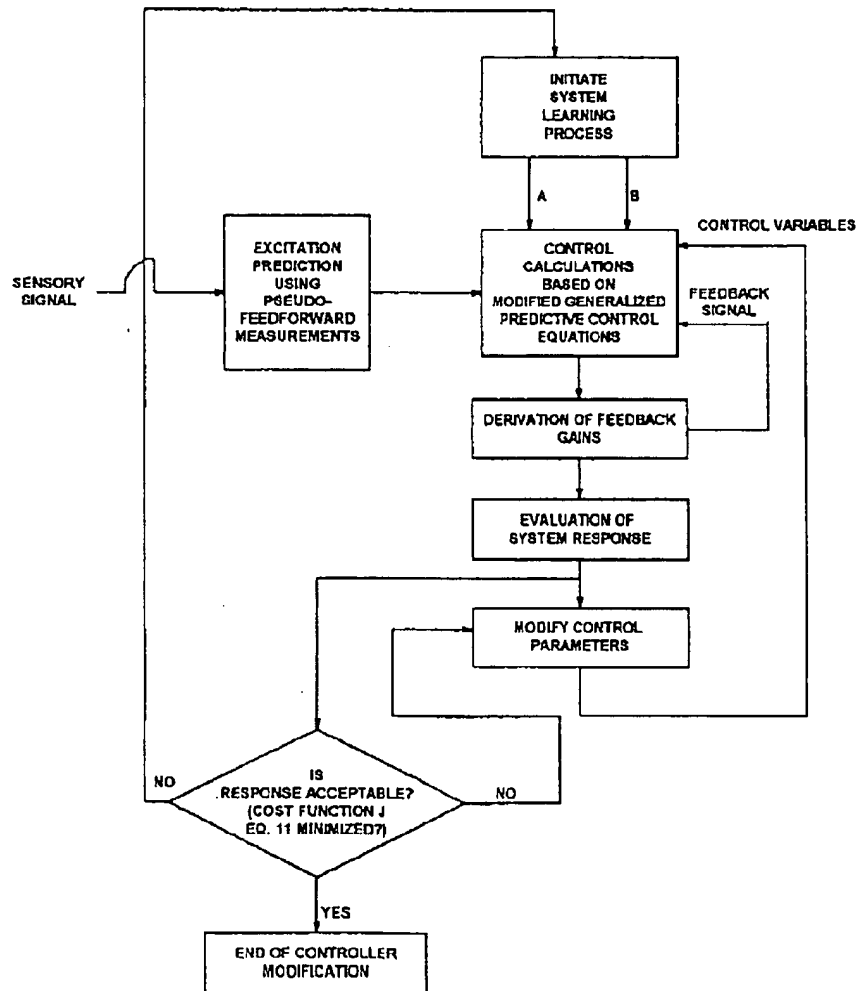 INITIATE
SYSTEM
LEARNING
PROCESS
A
B
CONTROL VARIABLES
EXCITATION
PREDICTION
USING
PSEUDO-
FEEDFORWARD
MEASUREMENTS
CONTROL
CALCULATIONS
BASED ON
MODIFIED GENERALIZED
PREDICTIVE CONTROL
EQUATIONS
SENSORY
SIGNAL
FEEDBACK
SIGNAL
DERIVATION OF FEEDBACK
GAINS
EVALUATION OF
SYSTEM RESPONSE
MODIFY CONTROL
PARAMETERS
NO
IS
RESPONSE ACCEPTABLE?
(COST FUNCTION J
EQ. 11 MINIMIZED?)
NO
YES
END OF CONTROLLER
MODIFICATION